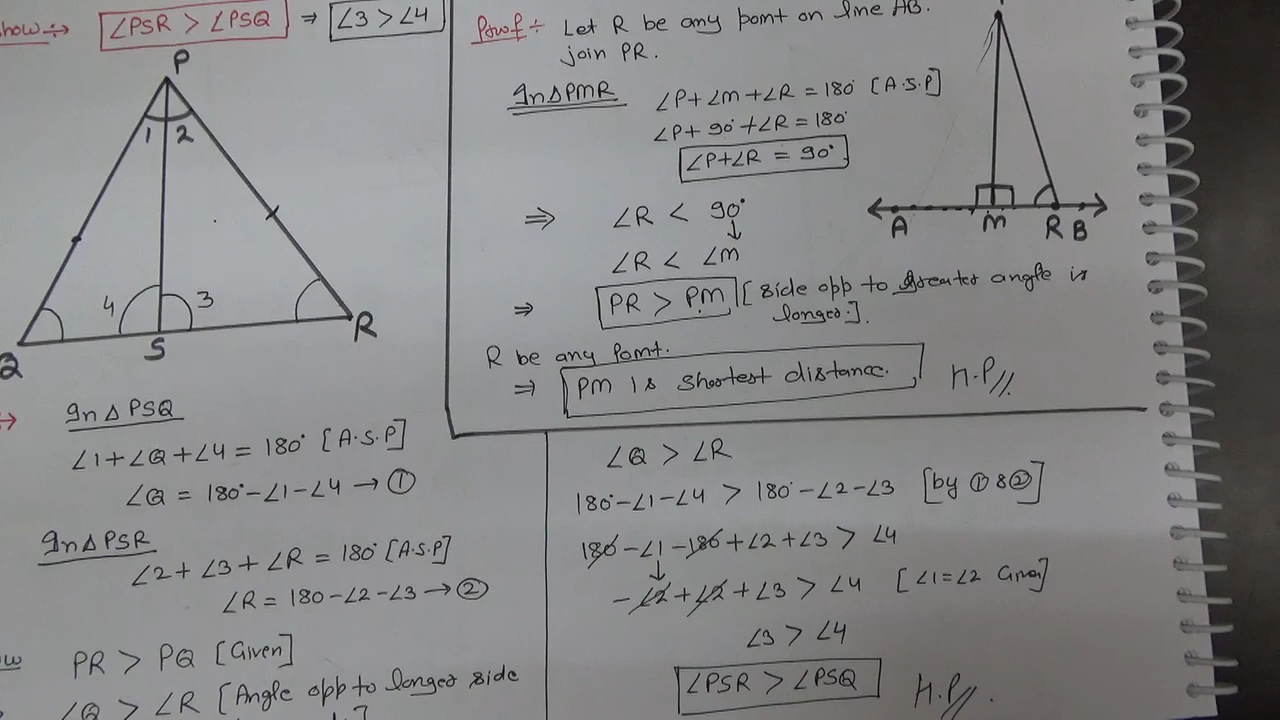 Show :→ ∠PSR > ∠PSQ ⇒ ∠3 > ∠4
P
1 2
4 3
Q S R
In △ PSQ
∠1 + ∠Q + ∠4 = 180° [A.S.P]
∠Q = 180° - ∠1 - ∠4 → ①
In △ PSR
∠2 + ∠3 + ∠R = 180° [A.S.P]
∠R = 180 - ∠2 - ∠3 → ②
PR > PQ [Given]
∠Q > ∠R [Angle opp to longer side
Proof :- Let R be any point on line AB.
join PR.
In △ PMR
∠P + ∠M + ∠R = 180° [A.S.P]
∠P + 90° + ∠R = 180°
∠P + ∠R = 90°
⇒ ∠R < 90°
∠R < ∠M
⇒ PR > PM [side opp to greater angle is
longer.].
R be any point.
⇒ PM is shortest distance. H.P//
A M R B
∠Q > ∠R
180° - ∠1 - ∠4 > 180° - ∠2 - ∠3 [by ① & ②]
180 - ∠1 - 180 + ∠2 + ∠3 > ∠4
- ∠2 + ∠2 + ∠3 > ∠4 [∠1 = ∠2 Given]
∠3 > ∠4
∠PSR > ∠PSQ H.P//.